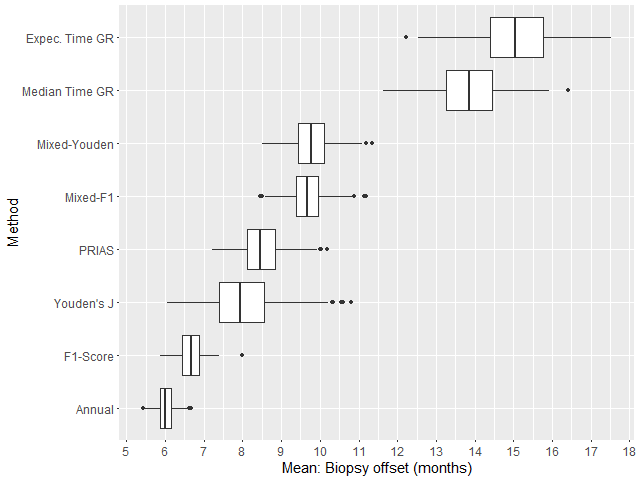 Expec. Time GR
Median Time GR
Mixed-Youden
Mixed-F1
PRIAS
Youden's J
F1-Score
Annual
Method
5 6 7 8 9 10 11 12 13 14 15 16 17 18
Mean: Biopsy offset (months)